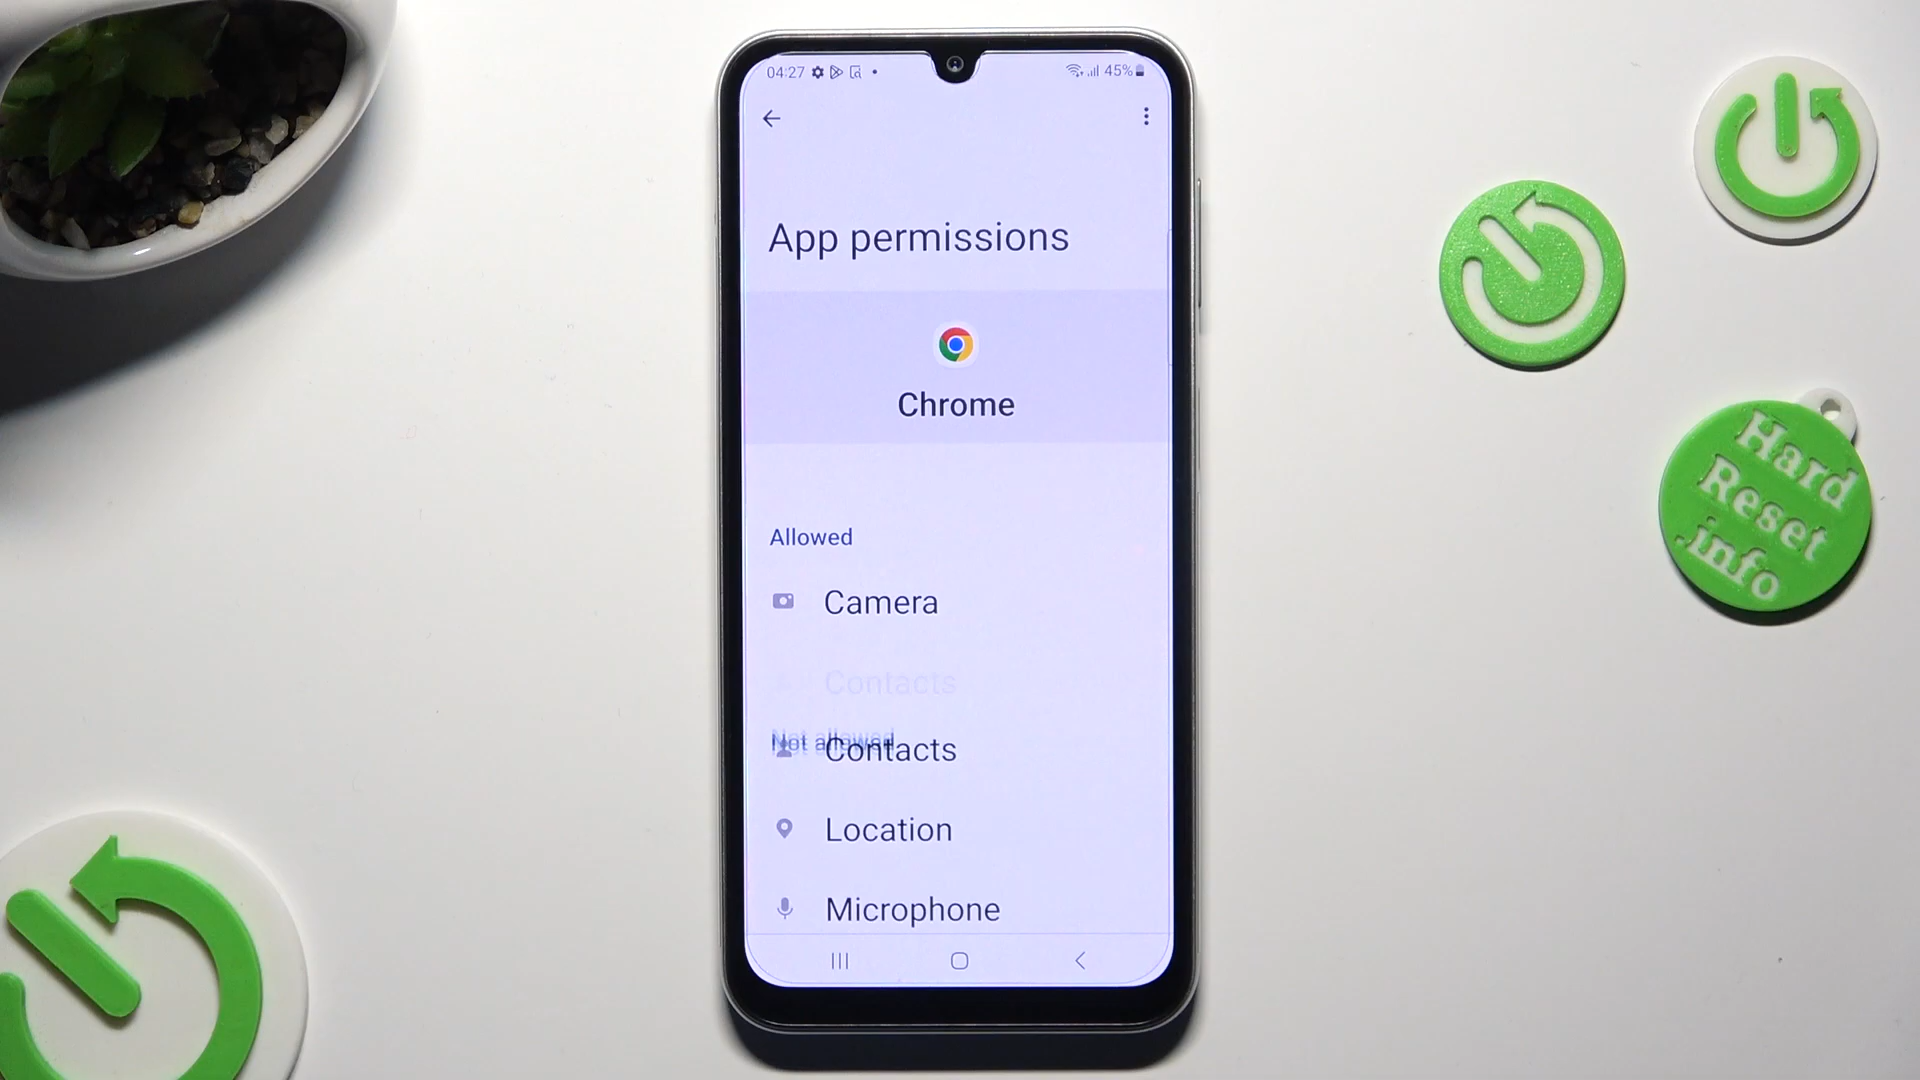 04:27
45%
App permissions
Chrome
Allowed
Camera
Contacts
Not allowed
Contacts
Location
Microphone
Hard
Reset
.info